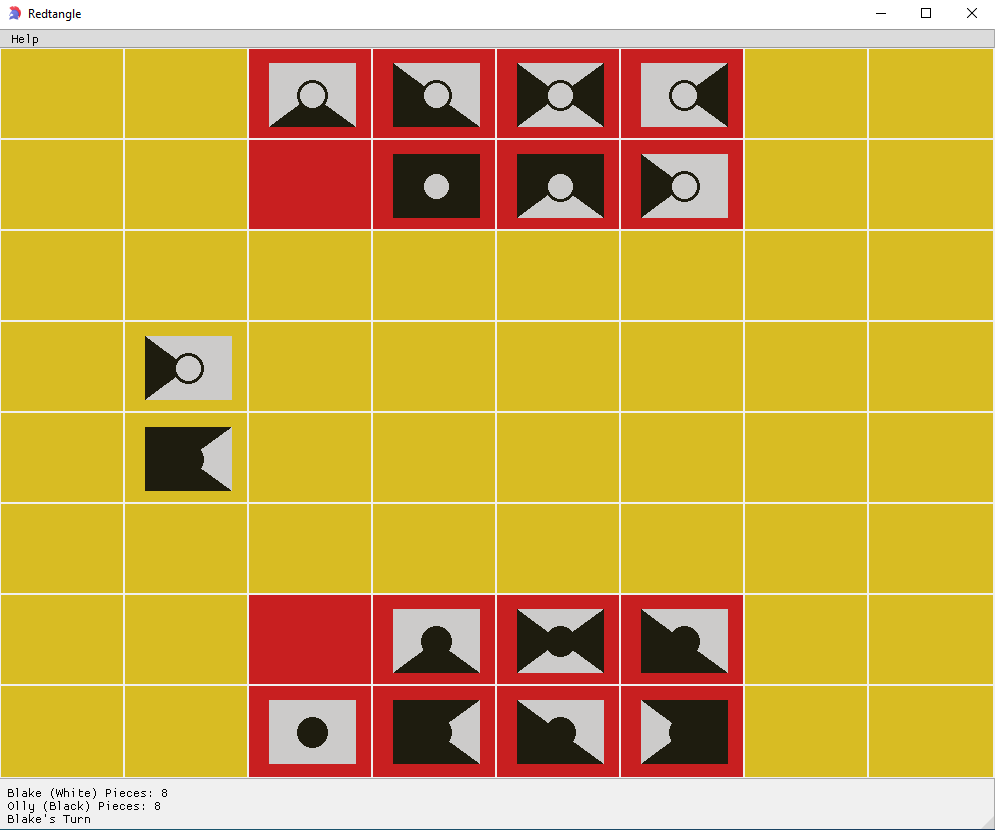 Redtangle
Help
Blake (White) Pieces: 8
Olly (Black) Pieces: 8
Blake's Turn